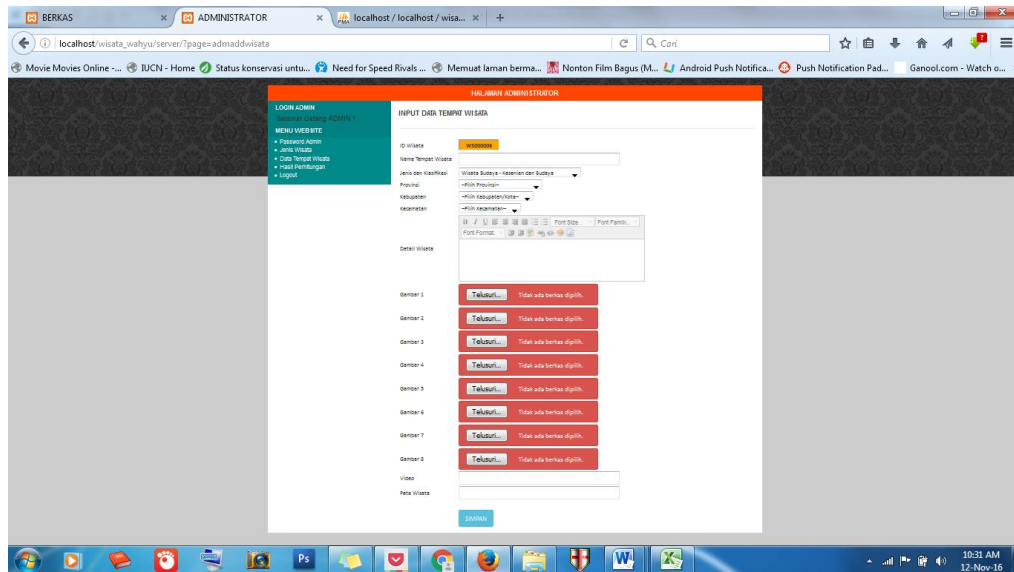 BERKAS
ADMINISTRATOR
localhost / localhost / wisa...
localhost/wisata_wahyu/server/?page=admaddwisata
Cari
Movie Movies Online -... IUCN - Home Status konservasi untu... Need for Speed Rivals ... Memuat laman berma... Nonton Film Bagus (M... Android Push Notifica... Push Notification Pad... Ganool.com - Watch o...
HALAMAN ADMINISTRATOR
LOGIN ADMIN
Selamat Datang ADMIN !
MENU WEBSITE
Password Admin
Jenis Wisata
Data Tempat Wisata
Hasil Perhitungan
Logout
INPUT DATA TEMPAT WISATA
ID Wisata WS000006
Nama Tempat Wisata
Jenis dan Klasifikasi Wisata Budaya - Kesenian dan Budaya
Provinsi --Pilih Provinsi--
Kabupaten --Pilih Kabupaten/Kota--
Kecamatan --Pilih Kecamatan--
B I U Font Size... Font Family...
Font Format
Detail Wisata
Gambar 1 Telusuri... Tidak ada berkas dipilih.
Gambar 2 Telusuri... Tidak ada berkas dipilih.
Gambar 3 Telusuri... Tidak ada berkas dipilih.
Gambar 4 Telusuri... Tidak ada berkas dipilih.
Gambar 5 Telusuri... Tidak ada berkas dipilih.
Gambar 6 Telusuri... Tidak ada berkas dipilih.
Gambar 7 Telusuri... Tidak ada berkas dipilih.
Gambar 8 Telusuri... Tidak ada berkas dipilih.
Video
Peta Wisata
SIMPAN
Ps
10:31 AM
12-Nov-16